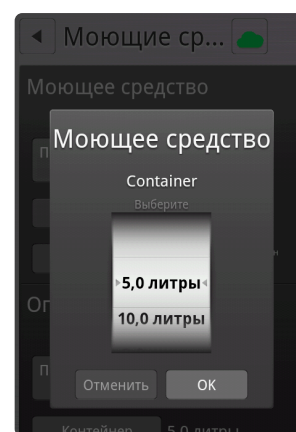 Моющие ср...
Моющее средство
Моющее средство
Container
Выберите
5,0 литры
10,0 литры
Отменить OK
Контейнер 5,0 литры